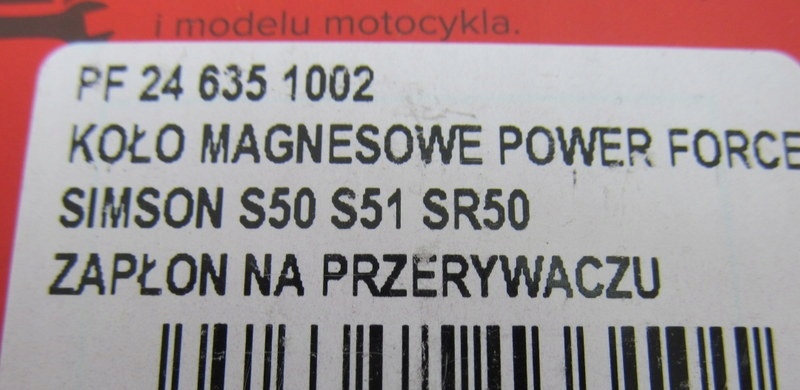 i modelu motocykla.
PF 24 635 1002
KOŁO MAGNESOWE POWER FORCE
SIMSON S50 S51 SR50
ZAPŁON NA PRZERYWACZU